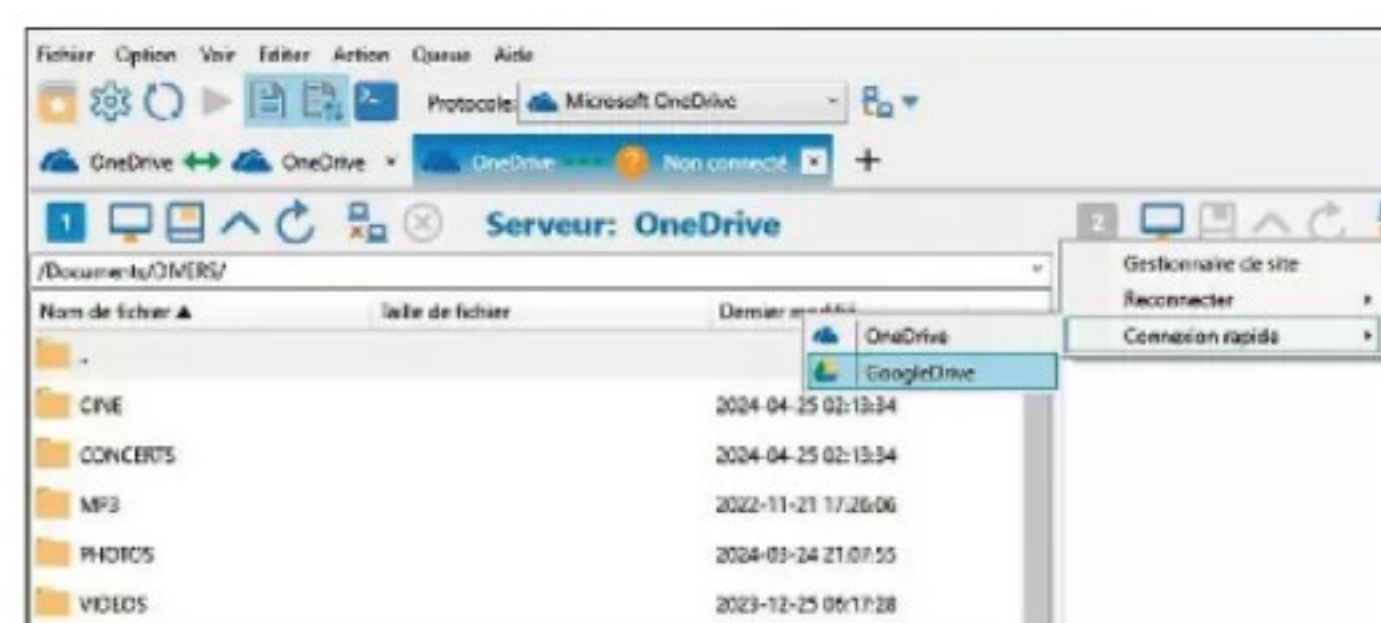 Fichier Option Voir Editer Action Queue Aide
Protocole: Microsoft OneDrive
OneDrive OneDrive OneDrive Non connecté
1 Serveur: OneDrive 2
/Documents/DIVERS/
Gestionnaire de site
Nom de fichier Taille de fichier Dernier modifié
Reconnecter
OneDrive
Connexion rapide
.
GoogleDrive
CINE 2024-04-25 02:13:34
CONCERTS 2024-04-25 02:13:34
MP3 2022-11-21 17:26:06
PHOTOS 2024-03-24 21:07:55
VIDEOS 2023-12-25 06:17:28